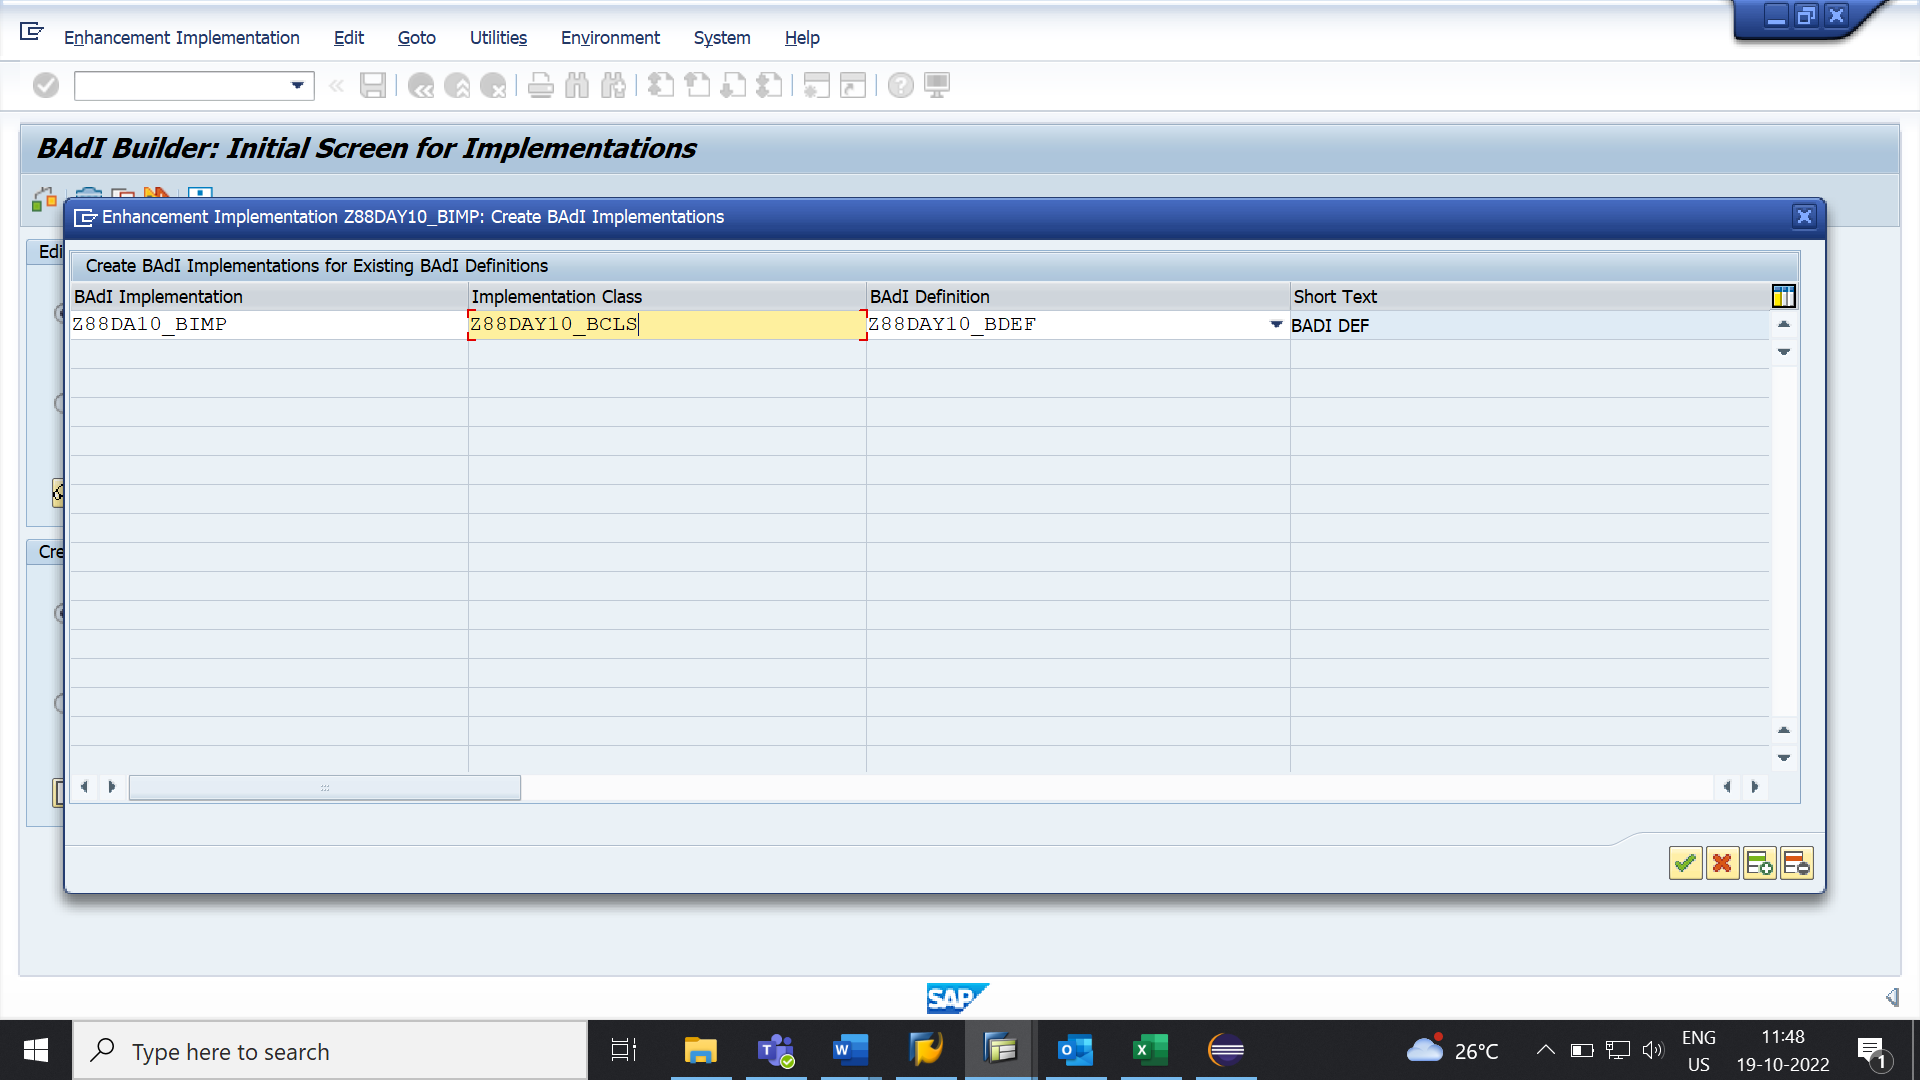 Enhancement Implementation Edit Goto Utilities Environment System Help
BAdI Builder: Initial Screen for Implementations
Enhancement Implementation Z88DAY10_BIMP: Create BAdI Implementations
Edi
Create BAdI Implementations for Existing BAdI Definitions
BAdI Implementation Implementation Class BAdI Definition Short Text
Z88DA10_BIMP Z88DAY10_BCLS Z88DAY10_BDEF BADI DEF
Cre
SAP
Type here to search
26°C
ENG
US
11:48
19-10-2022
1